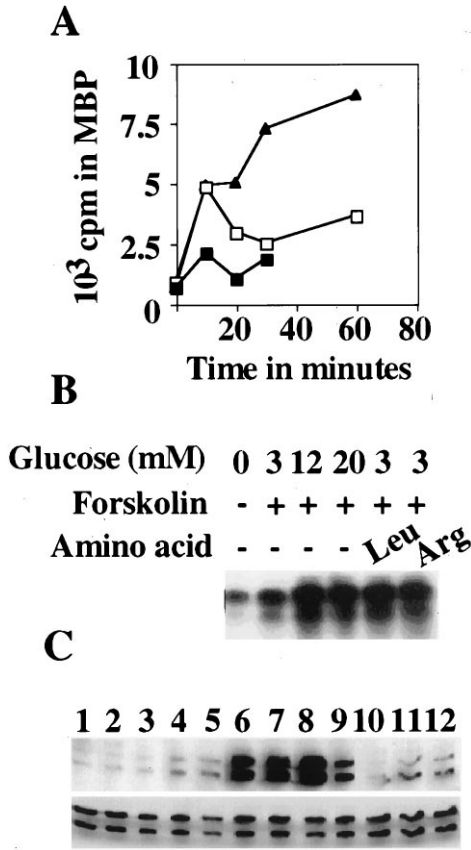 A
10
7.5
5
2.5
0
10³ cpm in MBP
20 40 60 80
Time in minutes
B
Glucose (mM) 0 3 12 20 3 3
Forskolin - + + + + +
Amino acid - - - - Leu Arg
C
1 2 3 4 5 6 7 8 9 10 11 12